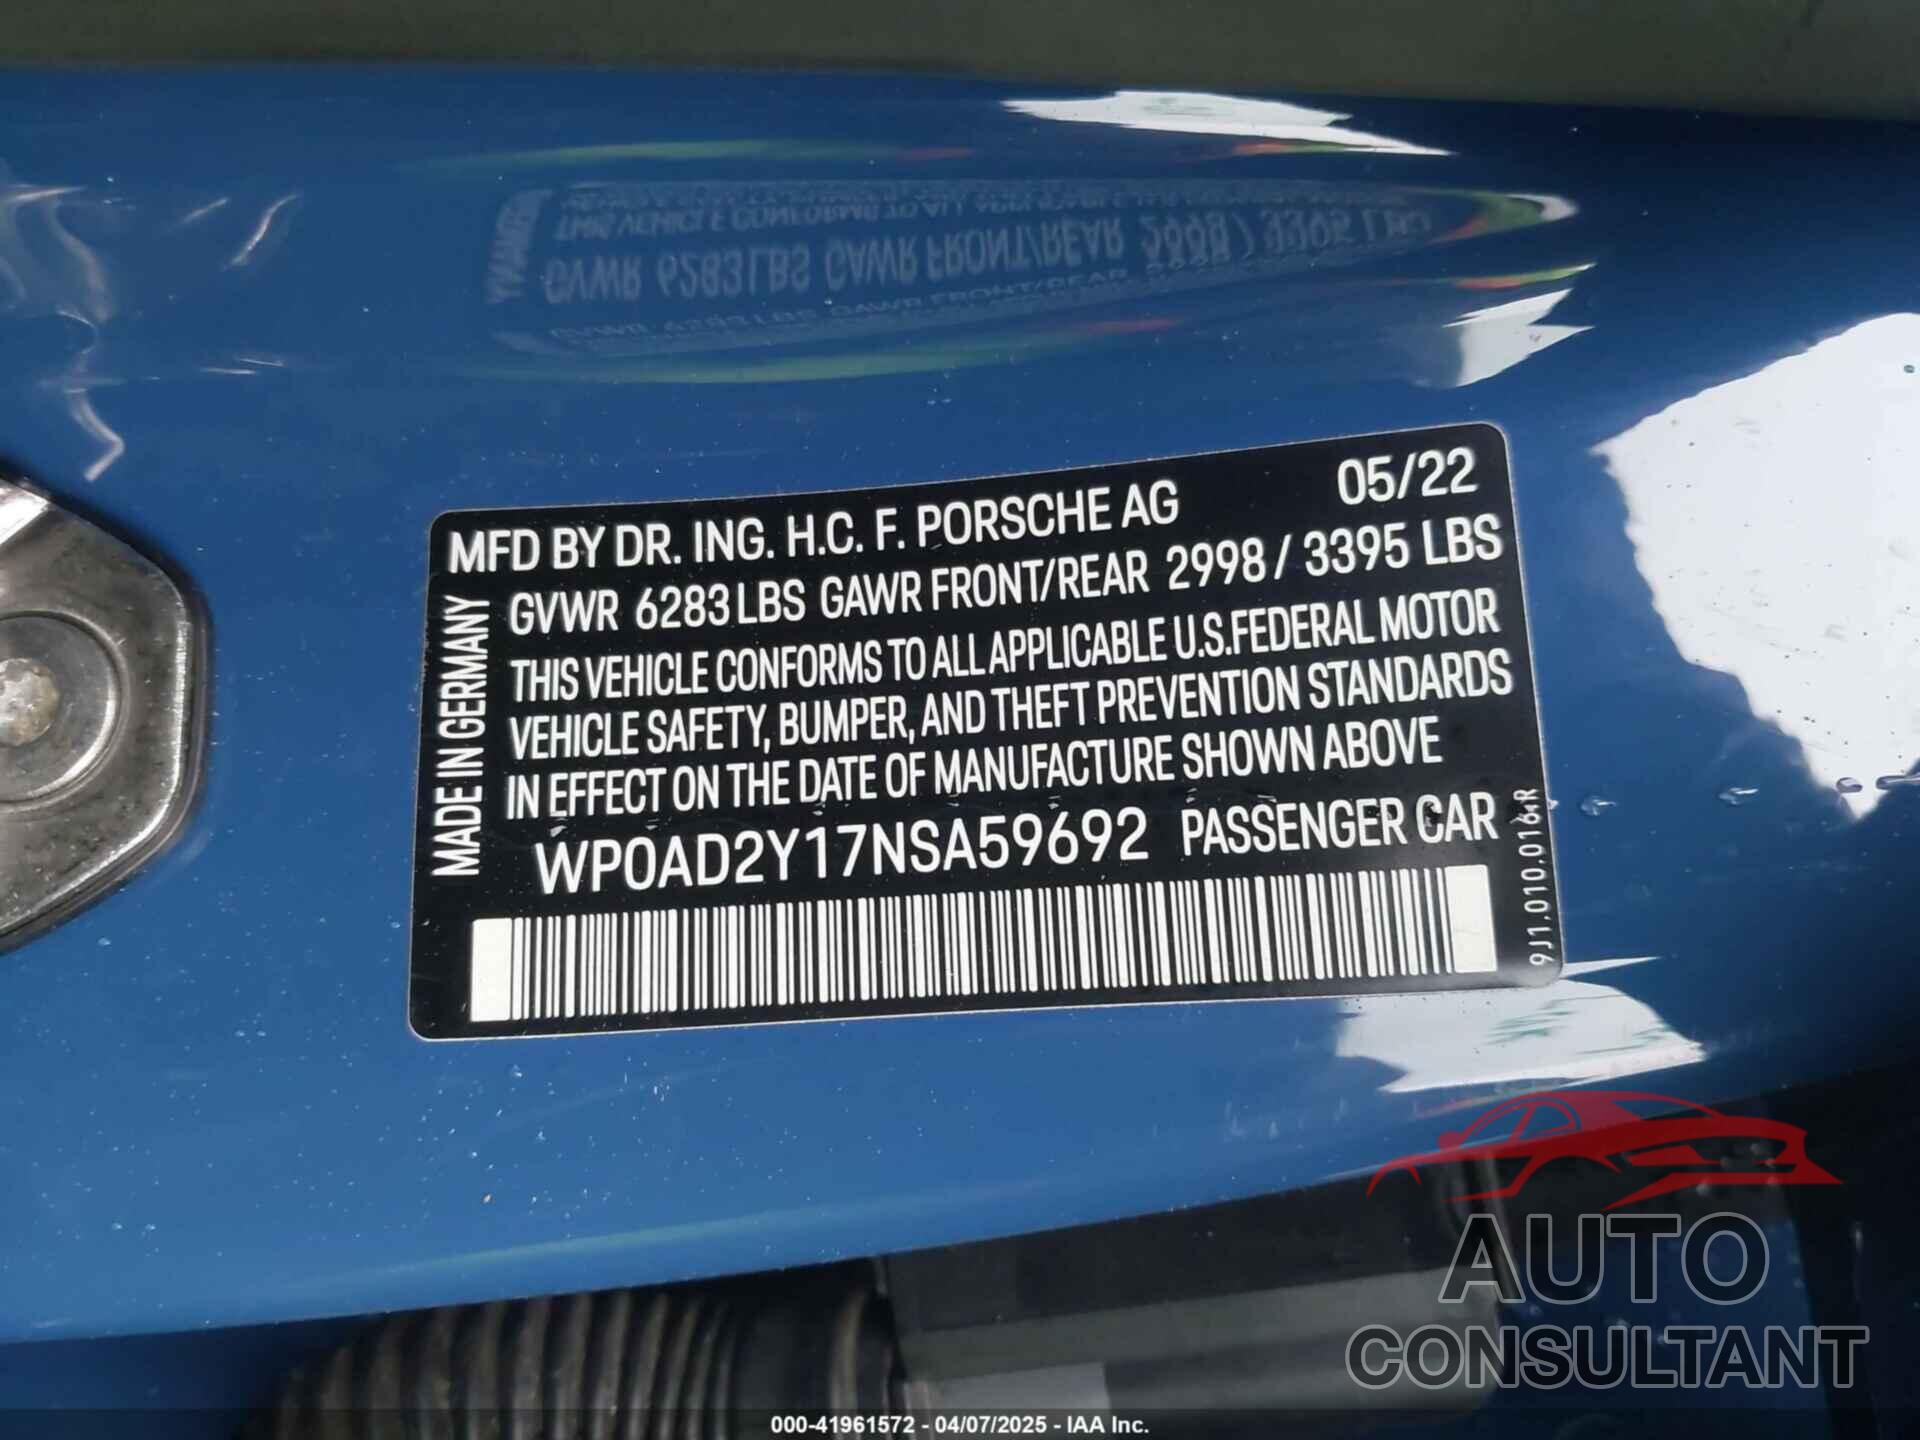 MFD BY DR. ING. H.C. F. PORSCHE AG 05/22
GVWR 6283 LBS GAWR FRONT/REAR 2998 / 3395 LBS
THIS VEHICLE CONFORMS TO ALL APPLICABLE U.S.FEDERAL MOTOR
VEHICLE SAFETY, BUMPER, AND THEFT PREVENTION STANDARDS
IN EFFECT ON THE DATE OF MANUFACTURE SHOWN ABOVE
WP0AD2Y17NSA59692 PASSENGER CAR
MADE IN GERMANY
9J1.010.016.R
AUTO
CONSULTANT
000-41961572 - 04/07/2025 - IAA Inc.